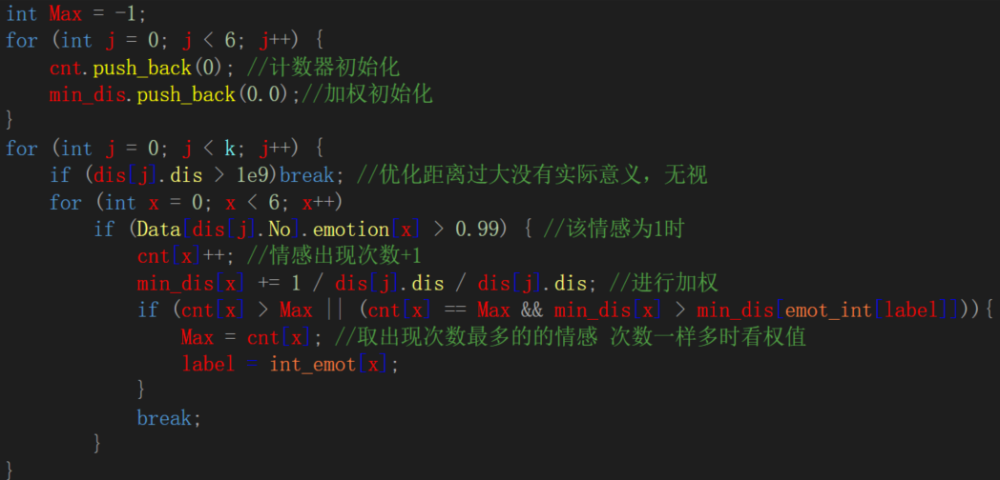 int Max = -1;
for (int j = 0; j < 6; j++) {
    cnt.push_back(0); //计数器初始化
    min_dis.push_back(0.0);//加权初始化
}
for (int j = 0; j < k; j++) {
    if (dis[j].dis > 1e9)break; //优化距离过大没有实际意义，无视
    for (int x = 0; x < 6; x++)
        if (Data[dis[j].No].emotion[x] > 0.99) { //该情感为1时
            cnt[x]++; //情感出现次数+1
            min_dis[x] += 1 / dis[j].dis / dis[j].dis; //进行加权
            if (cnt[x] > Max || (cnt[x] == Max && min_dis[x] > min_dis[emot_int[label]])){
                Max = cnt[x]; //取出现次数最多的的情感 次数一样多时看权值
                label = int_emot[x];
            }
            break;
        }
}